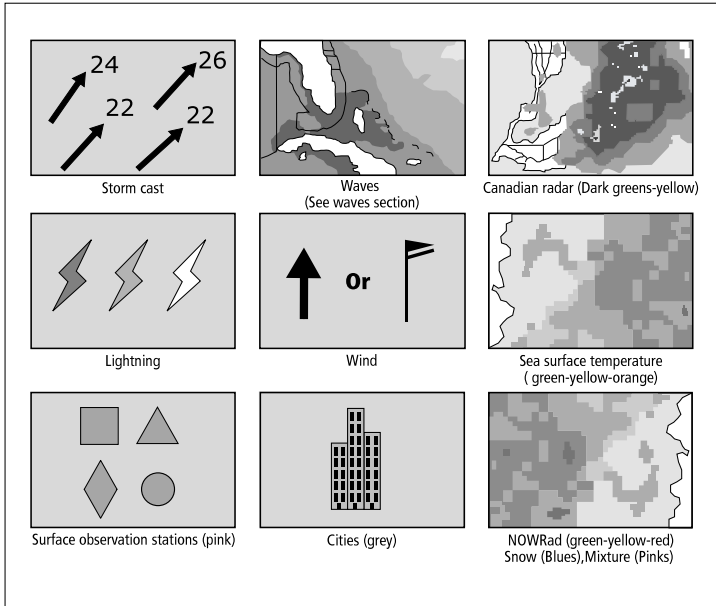 24
26
22
22
Storm cast
Waves
(See waves section)
Canadian radar (Dark greens-yellow)
Or
Lightning
Wind
Sea surface temperature
( green-yellow-orange)
Surface observation stations (pink)
Cities (grey)
NOWRad (green-yellow-red)
Snow (Blues),Mixture (Pinks)